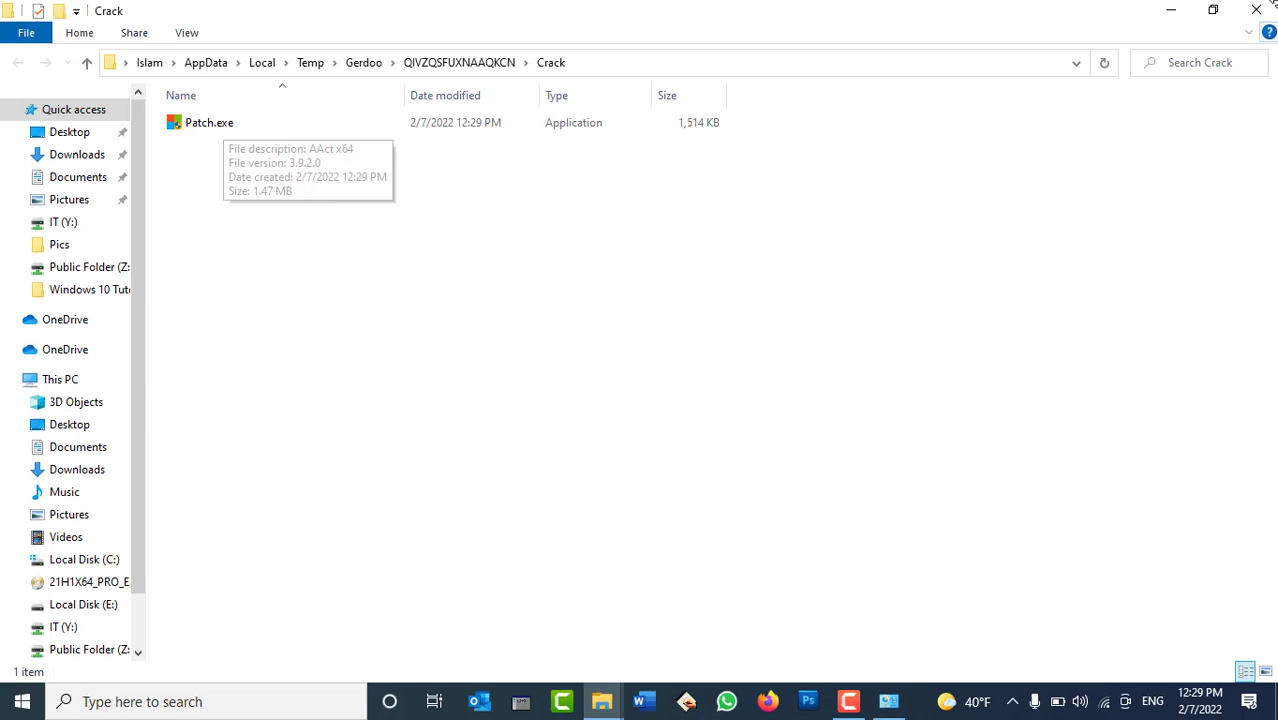 Crack
File
Home
Share
View
Islam
AppData
Local
Temp
Gerdoo
QIVZQSFUXNAAQKCN
Crack
Search Crack
Name
Date modified
Type
Size
Patch.exe
2/7/2022 12:29 PM
Application
1,514 KB
File description: AAct x64
File version: 3.9.2.0
Date created: 2/7/2022 12:29 PM
Size: 1.47 MB
Quick access
Desktop
Downloads
Documents
Pictures
IT (Y:)
Pics
Public Folder (Z:
Windows 10 Tut
OneDrive
OneDrive
This PC
3D Objects
Desktop
Documents
Downloads
Music
Pictures
Videos
Local Disk (C:)
21H1X64_PRO_E
Local Disk (E:)
IT (Y:)
Public Folder (Z:
1 item
Type here to search
40°F
ENG
12:29 PM
2/7/2022